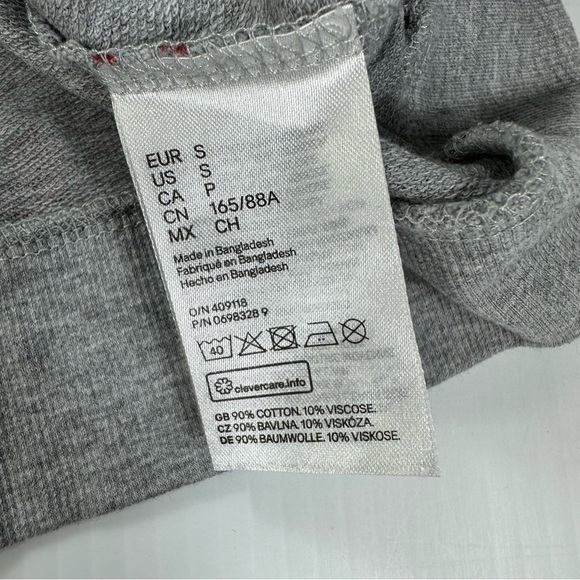 EUR S
US S
CA P
CN 165/88A
MX CH
Made in Bangladesh
Fabriqué en Bangladesh
Hecho en Bangladesh
O/N 409118
P/N 0698328 9
40
clevercare.info
GB 90% COTTON. 10% VISCOSE.
CZ 90% BAVLNA. 10% VISKÓZA.
DE 90% BAUMWOLLE. 10% VISKOSE.